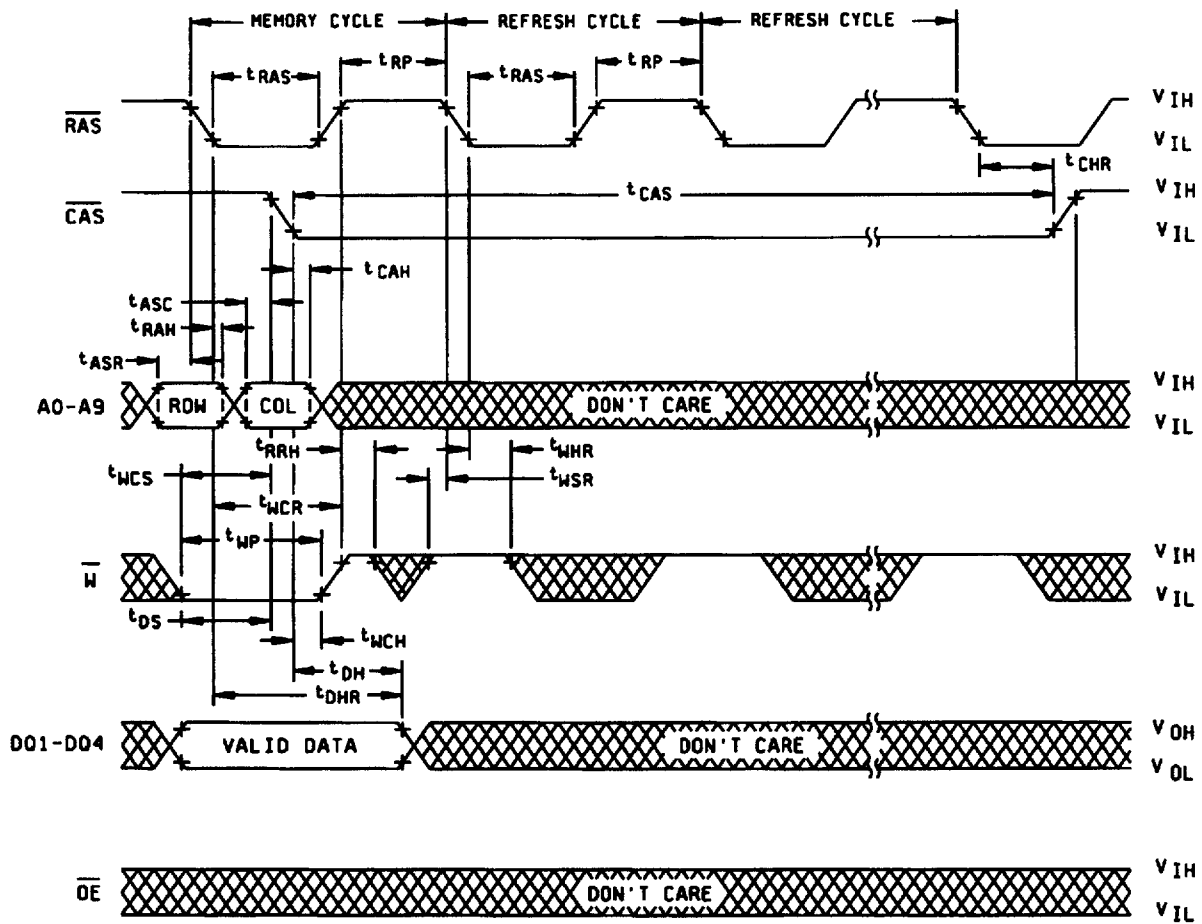 MEMORY CYCLE REFRESH CYCLE REFRESH CYCLE
tRAS tRP tRAS tRP
RAS VIH
VIL
tCHR
CAS tCAS VIH
VIL
tCAH
tASC
tRAH
tASR
A0-A9 ROW COL DON'T CARE VIH
VIL
tRRH tWHR
tWCS tWSR
tWCR
tWP
W VIH
VIL
tDS tWCH
tDH
tDHR
DQ1-DQ4 VALID DATA DON'T CARE VOH
VOL
OE DON'T CARE VIH
VIL